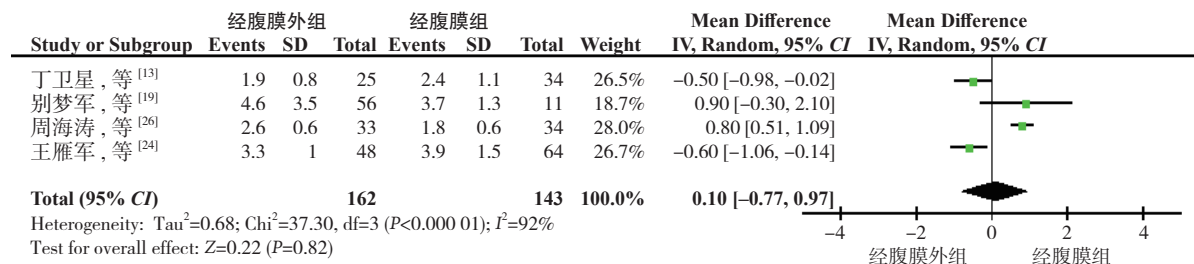 经腹膜外组 经腹膜组 Mean Difference Mean Difference
Study or Subgroup Events SD Total Events SD Total Weight IV, Random, 95% CI IV, Random, 95% CI
丁卫星 , 等 [13] 1.9 0.8 25 2.4 1.1 34 26.5% −0.50 [−0.98, −0.02]
别梦军 , 等 [19] 4.6 3.5 56 3.7 1.3 11 18.7% 0.90 [−0.30, 2.10]
周海涛 , 等 [26] 2.6 0.6 33 1.8 0.6 34 28.0% 0.80 [0.51, 1.09]
王雁军 , 等 [24] 3.3 1 48 3.9 1.5 64 26.7% −0.60 [−1.06, −0.14]
Total (95% CI) 162 143 100.0% 0.10 [−0.77, 0.97]
Heterogeneity: Tau²=0.68; Chi²=37.30, df=3 (P<0.000 01); I²=92%
Test for overall effect: Z=0.22 (P=0.82)
−4 −2 0 2 4
经腹膜外组 经腹膜组